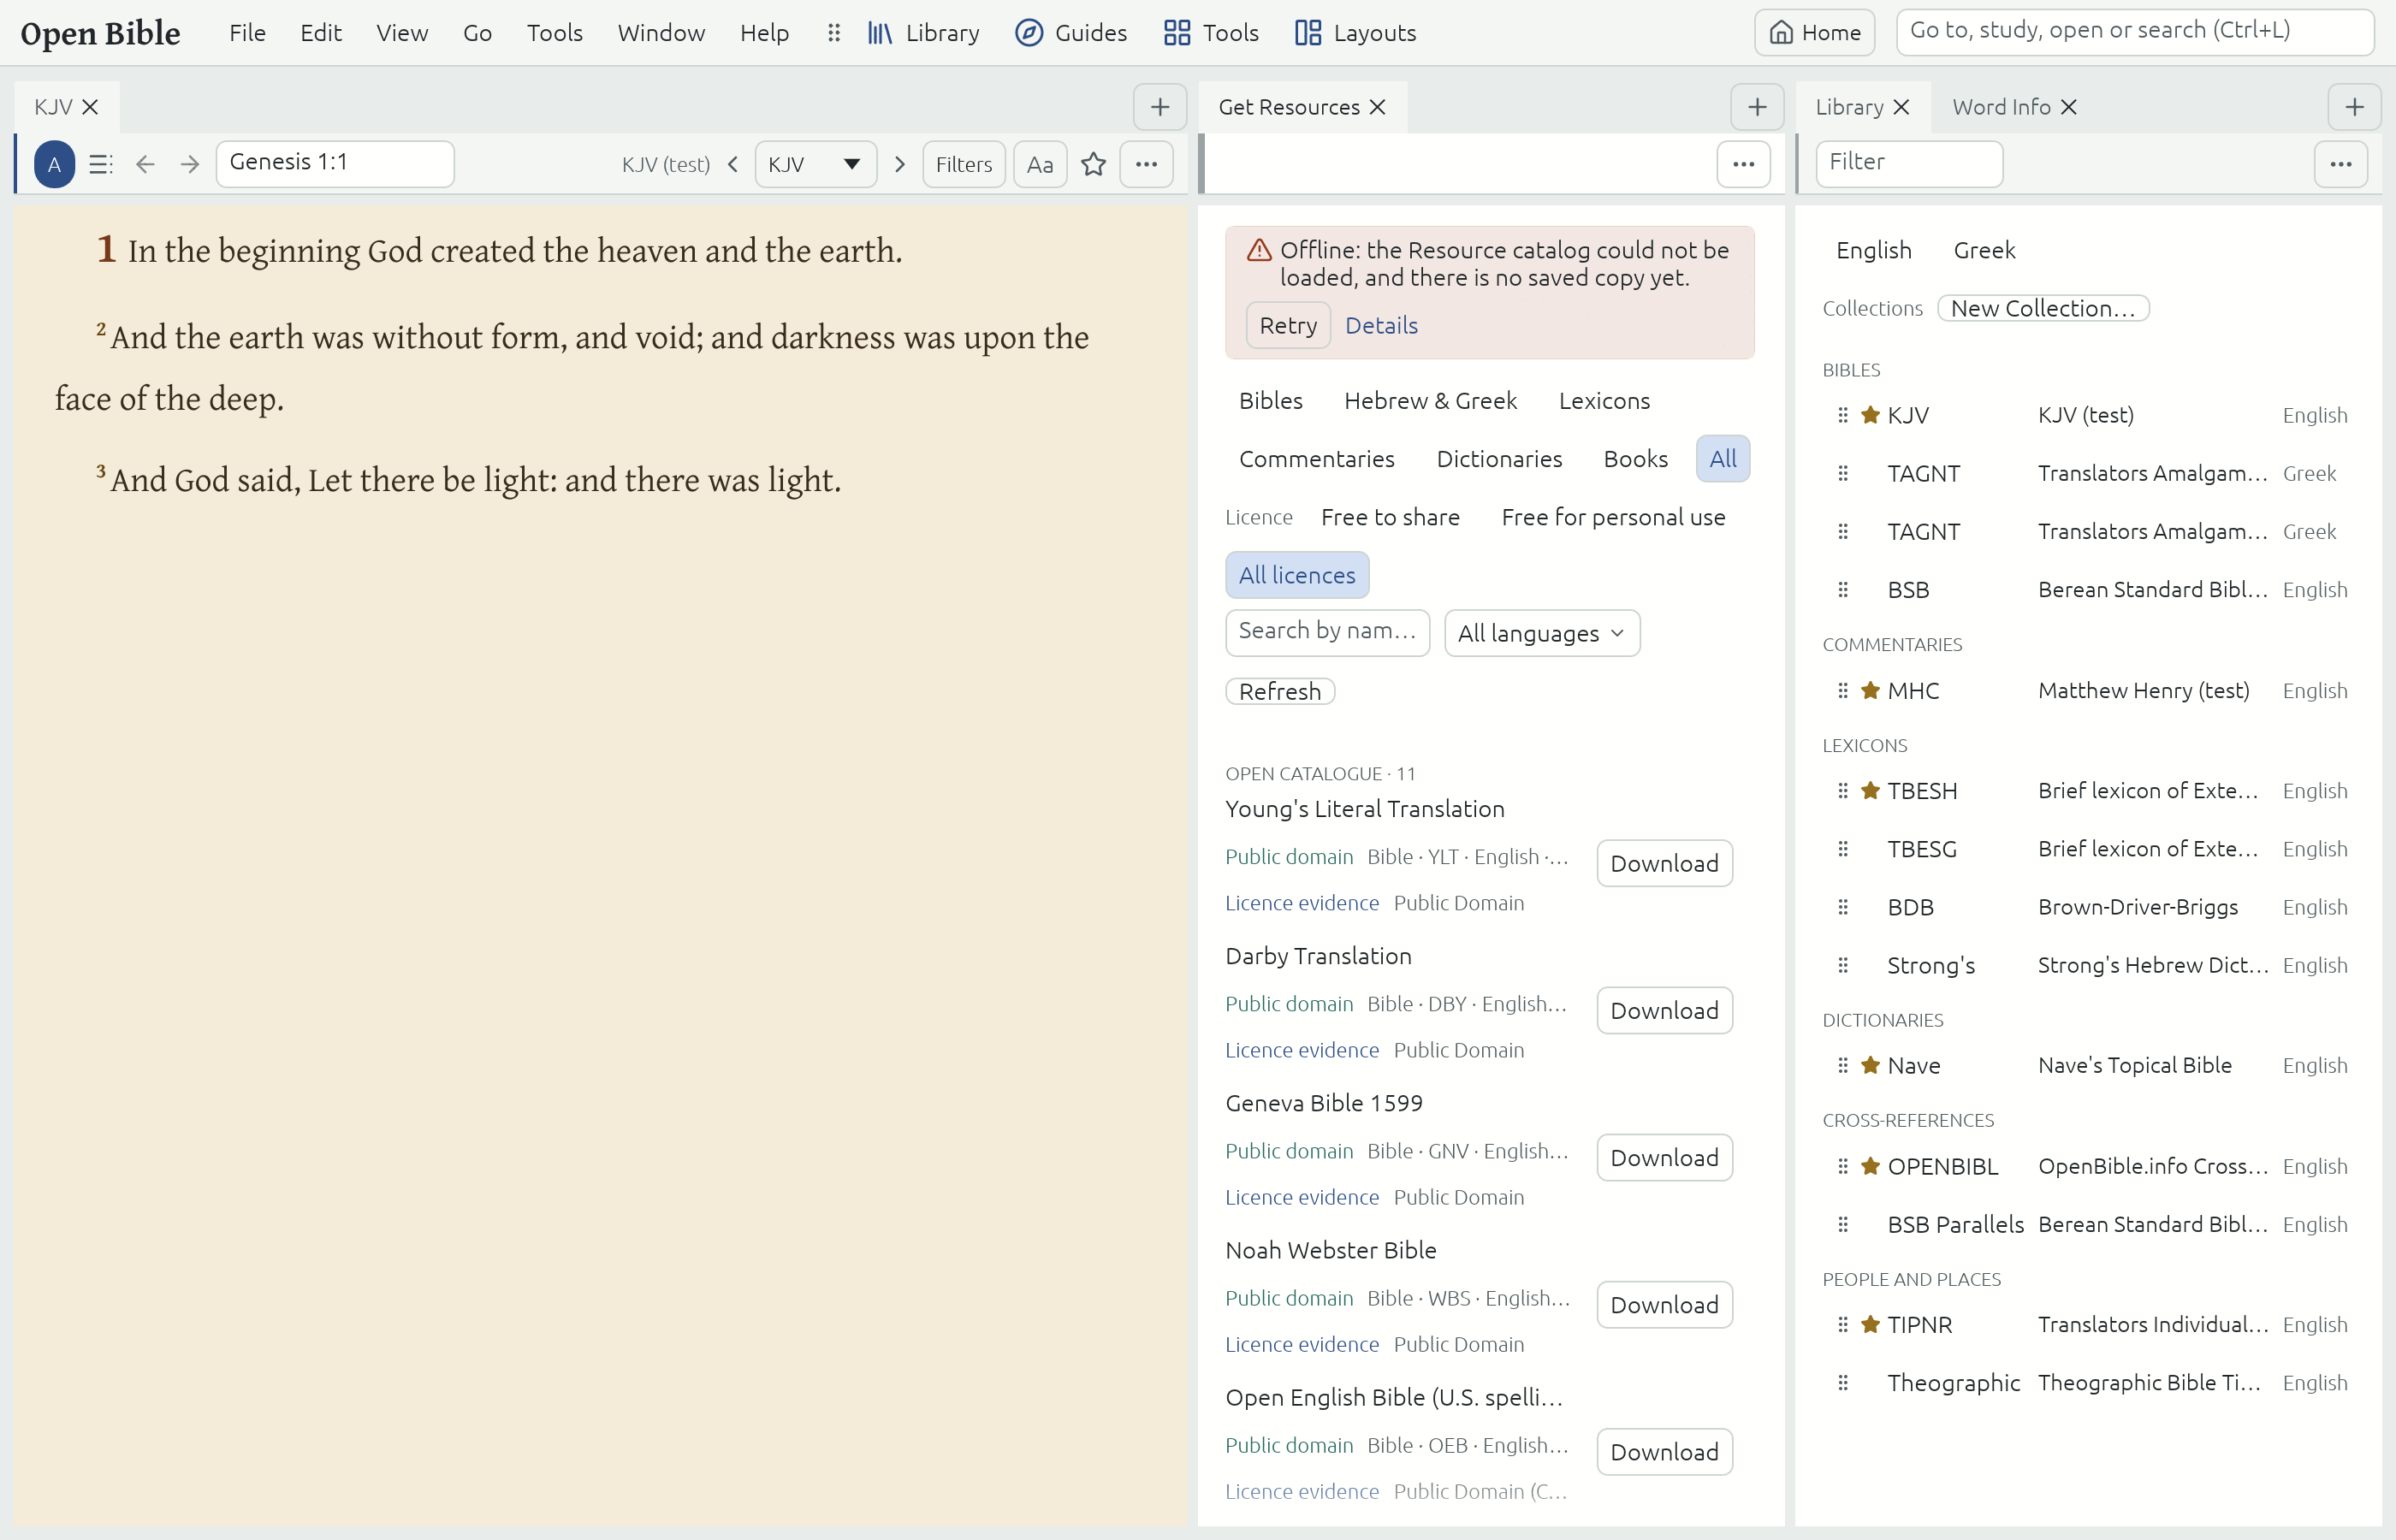 Open Bible File Edit View Go Tools Window Help Library Guides Tools Layouts Home Go to, study, open or search (Ctrl+L)
KJV
A Genesis 1:1 KJV (test) KJV Filters Aa
1 In the beginning God created the heaven and the earth.
2 And the earth was without form, and void; and darkness was upon the
face of the deep.
3 And God said, Let there be light: and there was light.
Get Resources
Offline: the Resource catalog could not be
loaded, and there is no saved copy yet.
Retry Details
Bibles Hebrew & Greek Lexicons
Commentaries Dictionaries Books All
Licence Free to share Free for personal use
All licences
Search by nam... All languages
Refresh
OPEN CATALOGUE · 11
Young's Literal Translation
Public domain Bible · YLT · English ·... Download
Licence evidence Public Domain
Darby Translation
Public domain Bible · DBY · English... Download
Licence evidence Public Domain
Geneva Bible 1599
Public domain Bible · GNV · English... Download
Licence evidence Public Domain
Noah Webster Bible
Public domain Bible · WBS · English... Download
Licence evidence Public Domain
Open English Bible (U.S. spelli...
Public domain Bible · OEB · English... Download
Licence evidence Public Domain (C...
Library Word Info
Filter
English Greek
Collections New Collection...
BIBLES
KJV KJV (test) English
TAGNT Translators Amalgam... Greek
TAGNT Translators Amalgam... Greek
BSB Berean Standard Bibl... English
COMMENTARIES
MHC Matthew Henry (test) English
LEXICONS
TBESH Brief lexicon of Exte... English
TBESG Brief lexicon of Exte... English
BDB Brown-Driver-Briggs English
Strong's Strong's Hebrew Dict... English
DICTIONARIES
Nave Nave's Topical Bible English
CROSS-REFERENCES
OPENBIBL OpenBible.info Cross... English
BSB Parallels Berean Standard Bibl... English
PEOPLE AND PLACES
TIPNR Translators Individual... English
Theographic Theographic Bible Ti... English